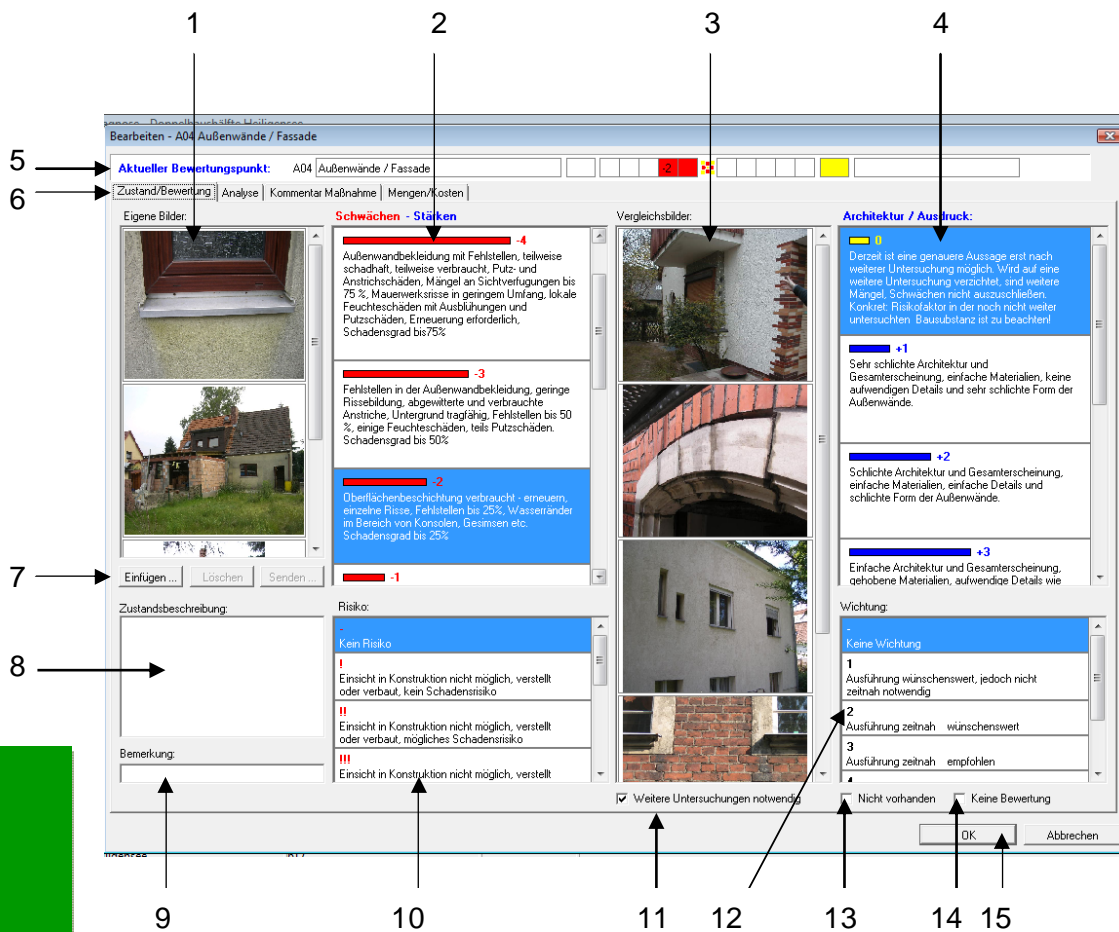 1
2
3
4
Bearbeiten - A04 Außenwände / Fassade
5
Aktueller Bewertungspunkt: A04 Außenwände / Fassade -2
6
Zustand/Bewertung Analyse Kommentar Maßnahme Mengen/Kosten
Eigene Bilder:
Schwächen - Stärken
-4
Außenwandbekleidung mit Fehlstellen, teilweise
schadhaft, teilweise verbraucht, Putz- und
Anstrichschäden, Mängel an Sichtverfugungen bis
75 %, Mauerwerksrisse in geringem Umfang, lokale
Feuchteschäden mit Ausblühungen und
Putzschäden, Erneuerung erforderlich,
Schadensgrad bis75%
-3
Fehlstellen in der Außenwandbekleidung, geringe
Rissebildung, abgewitterte und verbrauchte
Anstriche, Untergrund tragfähig, Fehlstellen bis 50
%, einige Feuchteschäden, teils Putzschäden.
Schadensgrad bis 50%
-2
Oberflächenbeschichtung verbraucht - erneuern,
einzelne Risse, Fehlstellen bis 25%, Wasserränder
im Bereich von Konsolen, Gesimsen etc.
Schadensgrad bis 25%
-1
Vergleichsbilder:
Architektur / Ausdruck:
0
Derzeit ist eine genauere Aussage erst nach
weiterer Untersuchung möglich. Wird auf eine
weitere Untersuchung verzichtet, sind weitere
Mängel, Schwächen nicht auszuschließen.
Konkret: Risikofaktor in der noch nicht weiter
untersuchten Bausubstanz ist zu beachten!
+1
Sehr schlichte Architektur und
Gesamterscheinung, einfache Materialien, keine
aufwendigen Details und sehr schlichte Form der
Außenwände.
+2
Schlichte Architektur und Gesamterscheinung,
einfache Materialien, einfache Details und
schlichte Form der Außenwände.
+3
Einfache Architektur und Gesamterscheinung,
gehobene Materialien, aufwendige Details wie
7
Einfügen ... Löschen Senden ...
Zustandsbeschreibung:
8
Bemerkung:
Risiko:
-
Kein Risiko
!
Einsicht in Konstruktion nicht möglich, verstellt
oder verbaut, kein Schadensrisiko
!!
Einsicht in Konstruktion nicht möglich, verstellt
oder verbaut, mögliches Schadensrisiko
!!!
Einsicht in Konstruktion nicht möglich, verstellt
Wichtung:
-
Keine Wichtung
1
Ausführung wünschenswert, jedoch nicht
zeitnah notwendig
2
Ausführung zeitnah wünschenswert
3
Ausführung zeitnah empfohlen
Weitere Untersuchungen notwendig
Nicht vorhanden
Keine Bewertung
OK Abbrechen
9
10
11
12
13
14
15